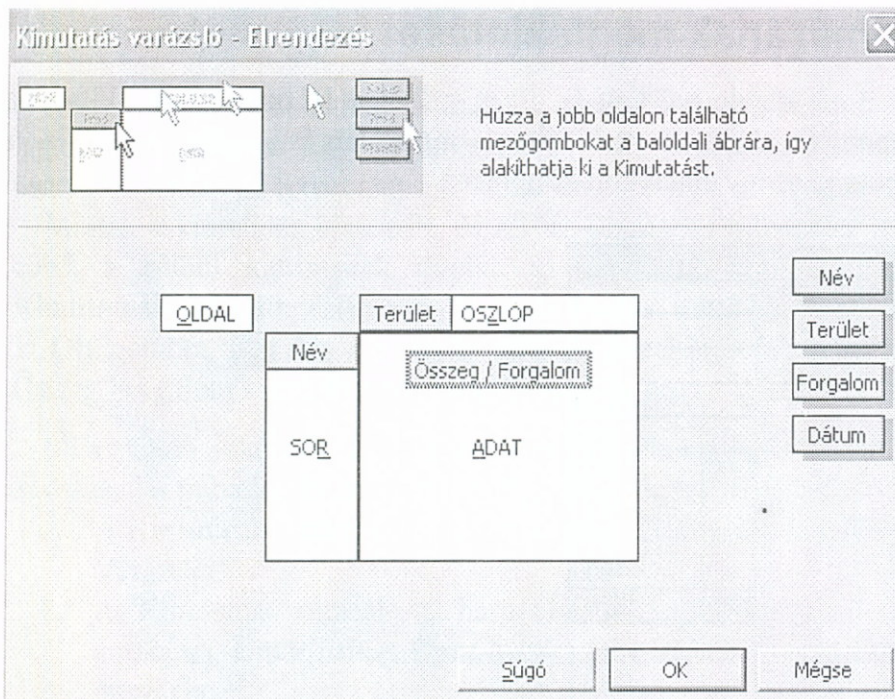 Kimutatás varázsló - Elrendezés
Húzza a jobb oldalon található
mezőgombokat a baloldali ábrára, így
alakíthatja ki a Kimutatást.
Név
OLDAL
Terület
OSZLOP
Terület
Név
Összeg / Forgalom
Forgalom
Dátum
SOR
ADAT
Súgó
OK
Mégse